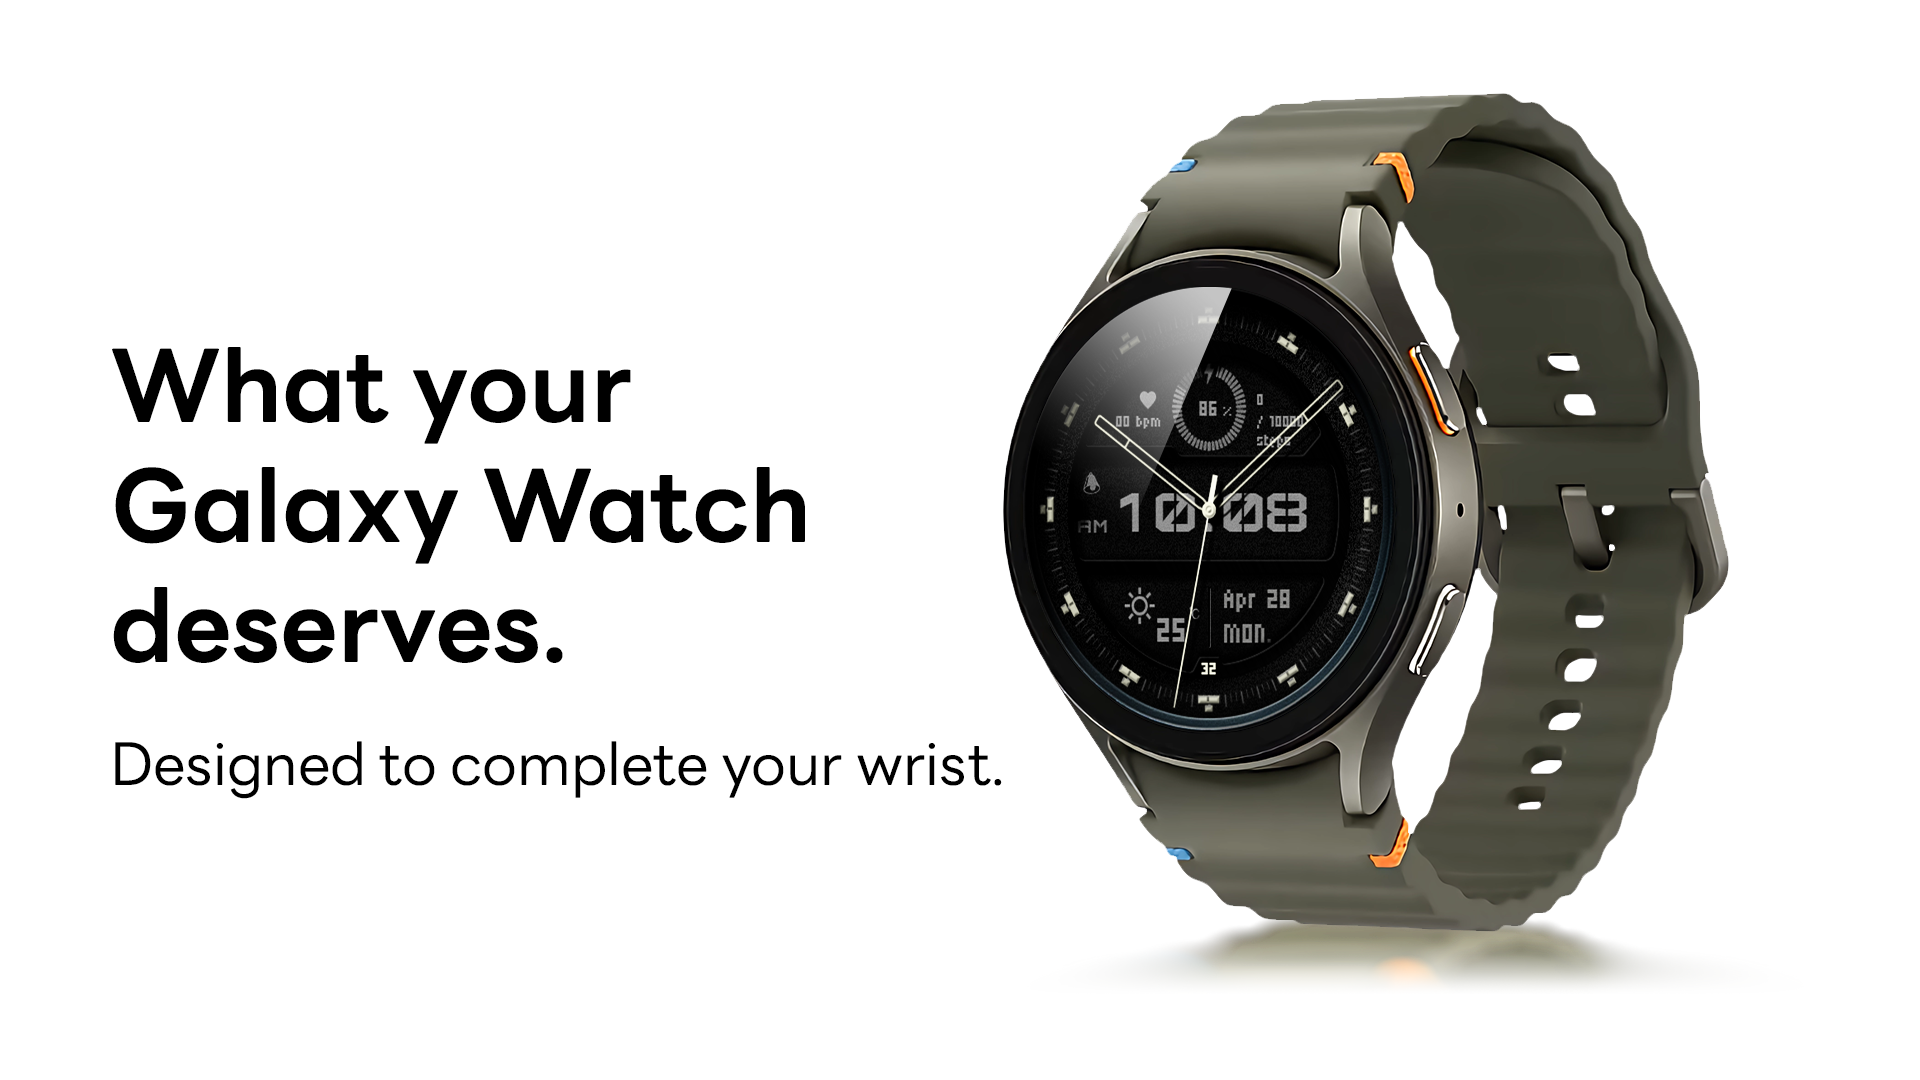 What your
Galaxy Watch
deserves.
Designed to complete your wrist.
86 %
00 bpm
0
/ 10000
steps
AM 10:08
25°C
Apr 28
mon.
32